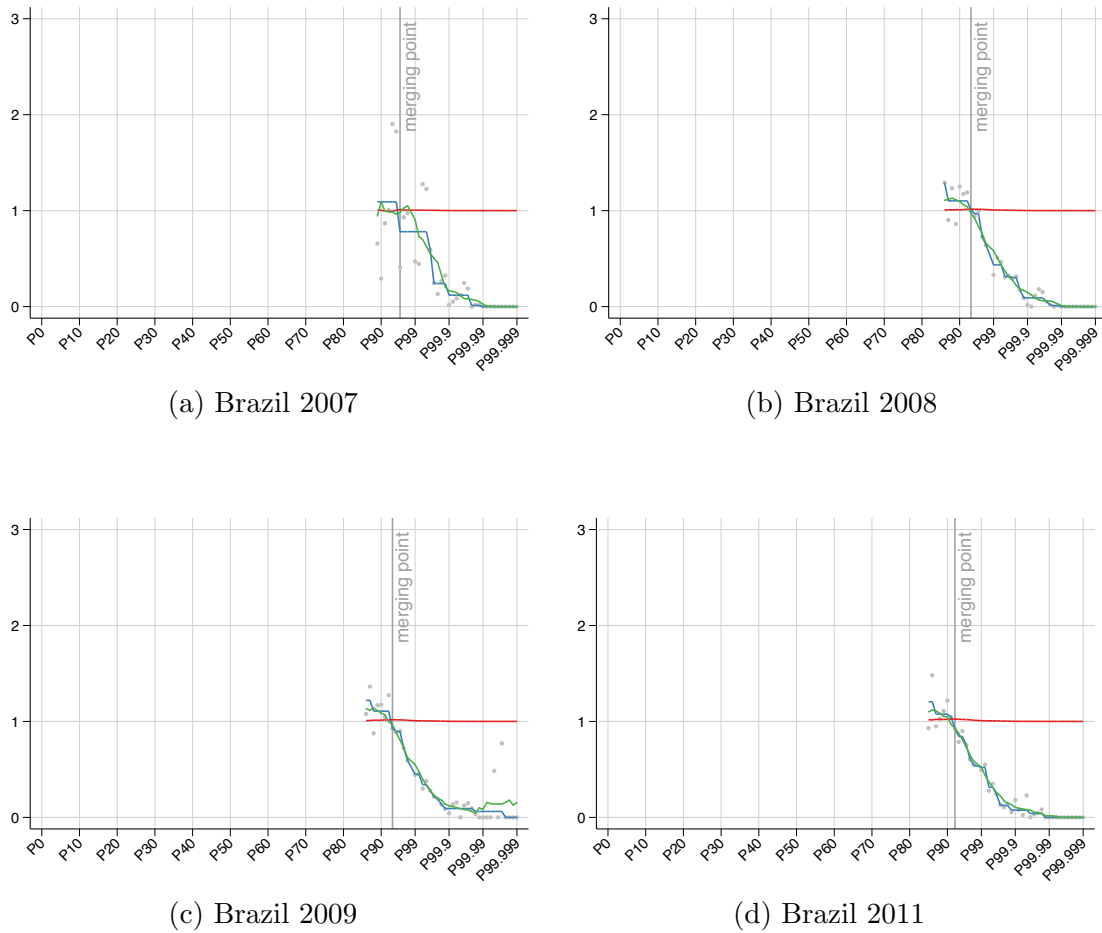 3
2
1
0
merging point
P0
P10
P20
P30
P40
P50
P60
P70
P80
P90
P99
P99.9
P99.99
P99.999
(a) Brazil 2007
3
2
1
0
merging point
P0
P10
P20
P30
P40
P50
P60
P70
P80
P90
P99
P99.9
P99.99
P99.999
(b) Brazil 2008
3
2
1
0
merging point
P0
P10
P20
P30
P40
P50
P60
P70
P80
P90
P99
P99.9
P99.99
P99.999
(c) Brazil 2009
3
2
1
0
merging point
P0
P10
P20
P30
P40
P50
P60
P70
P80
P90
P99
P99.9
P99.99
P99.999
(d) Brazil 2011